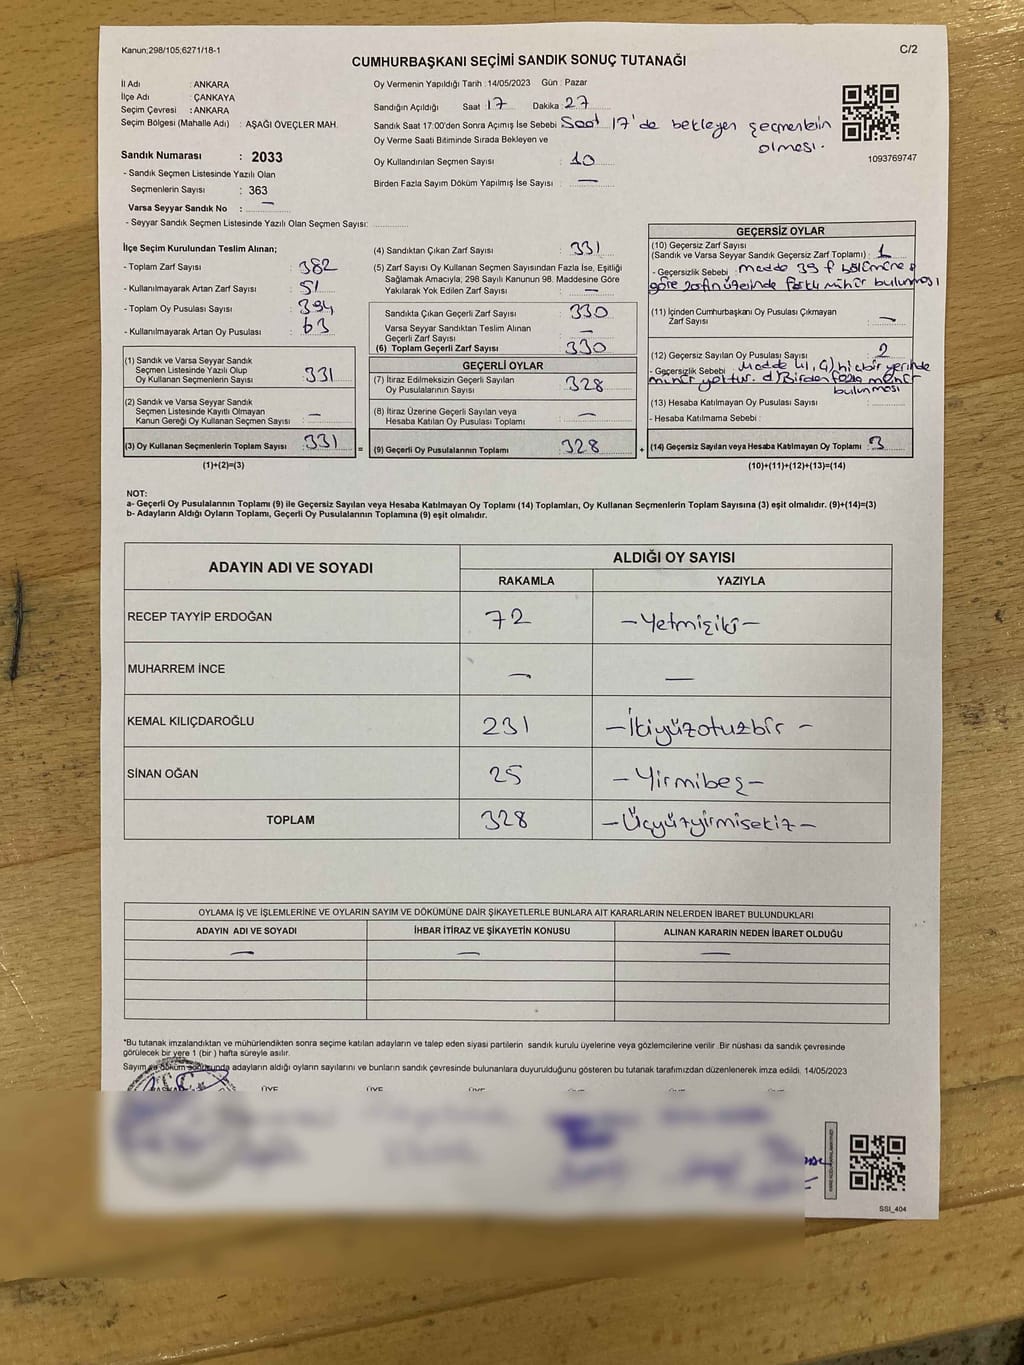 Kanun;298/105;6271/18-1
C/2
CUMHURBAŞKANI SEÇİMİ SANDIK SONUÇ TUTANAĞI
İl Adı : ANKARA
İlçe Adı : ÇANKAYA
Seçim Çevresi : ANKARA
Seçim Bölgesi (Mahalle Adı) : AŞAĞI ÖVEÇLER MAH.
Sandık Numarası : 2033
- Sandık Seçmen Listesinde Yazılı Olan
Seçmenlerin Sayısı : 363
Varsa Seyyar Sandık No : —
- Seyyar Sandık Seçmen Listesinde Yazılı Olan Seçmen Sayısı:
Oy Vermenin Yapıldığı Tarih :14/05/2023 Gün : Pazar
Sandığın Açıldığı Saat 17 Dakika 27
Sandık Saat 17:00'den Sonra Açımış İse Sebebi Saat 17'de bekleyen seçmenlerin
olması.
Oy Verme Saati Bitiminde Sırada Bekleyen ve
Oy Kullandırılan Seçmen Sayısı : 10
Birden Fazla Sayım Döküm Yapılmış İse Sayısı : —
1093769747
İlçe Seçim Kurulundan Teslim Alınan;
- Toplam Zarf Sayısı : 382
- Kullanılmayarak Artan Zarf Sayısı : 51
- Toplam Oy Pusulası Sayısı : 394
- Kullanılmayarak Artan Oy Pusulası : 63
(1) Sandık ve Varsa Seyyar Sandık
Seçmen Listesinde Yazılı Olup
Oy Kullanan Seçmenlerin Sayısı : 331
(2) Sandık ve Varsa Seyyar Sandık
Seçmen Listesinde Kayıtlı Olmayan
Kanun Gereği Oy Kullanan Seçmen Sayısı : —
(3) Oy Kullanan Seçmenlerin Toplam Sayısı : 331 =
(1)+(2)=(3)
(4) Sandıktan Çıkan Zarf Sayısı : 331
(5) Zarf Sayısı Oy Kullanan Seçmen Sayısından Fazla İse, Eşitliği
Sağlamak Amacıyla, 298 Sayılı Kanunun 98. Maddesine Göre
Yakılarak Yok Edilen Zarf Sayısı : —
Sandıkta Çıkan Geçerli Zarf Sayısı : 330
Varsa Seyyar Sandıktan Teslim Alınan
Geçerli Zarf Sayısı : —
(6) Toplam Geçerli Zarf Sayısı : 330
GEÇERLİ OYLAR
(7) İtiraz Edilmeksizin Geçerli Sayılan
Oy Pusulalarının Sayısı : 328
(8) İtiraz Üzerine Geçerli Sayılan veya
Hesaba Katılan Oy Pusulası Toplamı : —
(9) Geçerli Oy Pusulalarının Toplamı : 328 +
GEÇERSİZ OYLAR
(10) Geçersiz Zarf Sayısı
(Sandık ve Varsa Seyyar Sandık Geçersiz Zarf Toplamı) : 1
- Geçersizlik Sebebi : Madde 39 f bölümüne
göre zarfın üzerinde farklı mühür bulunması
(11) İçinden Cumhurbaşkanı Oy Pusulası Çıkmayan
Zarf Sayısı : —
(12) Geçersiz Sayılan Oy Pusulası Sayısı : 2
- Geçersizlik Sebebi : Madde 41, hiçbir yerinde
mühür yoktur. d) Birden fazla mühür
bulunması
(13) Hesaba Katılmayan Oy Pusulası Sayısı :
- Hesaba Katılmama Sebebi :
(14) Geçersiz Sayılan veya Hesaba Katılmayan Oy Toplamı : 3
(10)+(11)+(12)+(13)=(14)
NOT:
a- Geçerli Oy Pusulalarının Toplamı (9) ile Geçersiz Sayılan veya Hesaba Katılmayan Oy Toplamı (14) Toplamları, Oy Kullanan Seçmenlerin Toplam Sayısına (3) eşit olmalıdır. (9)+(14)=(3)
b- Adayların Aldığı Oyların Toplamı, Geçerli Oy Pusulalarının Toplamına (9) eşit olmalıdır.
ADAYIN ADI VE SOYADI ALDIĞI OY SAYISI
RAKAMLA YAZIYLA
RECEP TAYYİP ERDOĞAN 72 —Yetmişiki—
MUHARREM İNCE — —
KEMAL KILIÇDAROĞLU 231 —İkiyüzotuzbir —
SİNAN OĞAN 25 —Yirmibeş—
TOPLAM 328 —Üçyüzyirmisekiz—
OYLAMA İŞ VE İŞLEMLERİNE VE OYLARIN SAYIM VE DÖKÜMÜNE DAİR ŞİKAYETLERLE BUNLARA AİT KARARLARIN NELERDEN İBARET BULUNDUKLARI
ADAYIN ADI VE SOYADI İHBAR İTİRAZ VE ŞİKAYETİN KONUSU ALINAN KARARIN NEDEN İBARET OLDUĞU
— — —
*Bu tutanak imzalandıktan ve mühürlendikten sonra seçime katılan adayların ve talep eden siyasi partilerin sandık kurulu üyelerine veya gözlemcilerine verilir .Bir nüshası da sandık çevresinde
görülecek bir yere 1 (bir ) hafta süreyle asılır.
Sayım ve döküm sonucunda adayların aldığı oyların sayılarını ve bunların sandık çevresinde bulunanlara duyurulduğunu gösteren bu tutanak tarafımızdan düzenlenerek imza edildi. 14/05/2023
BAŞKAN ÜYE ÜYE ÜYE ÜYE
SSI_404